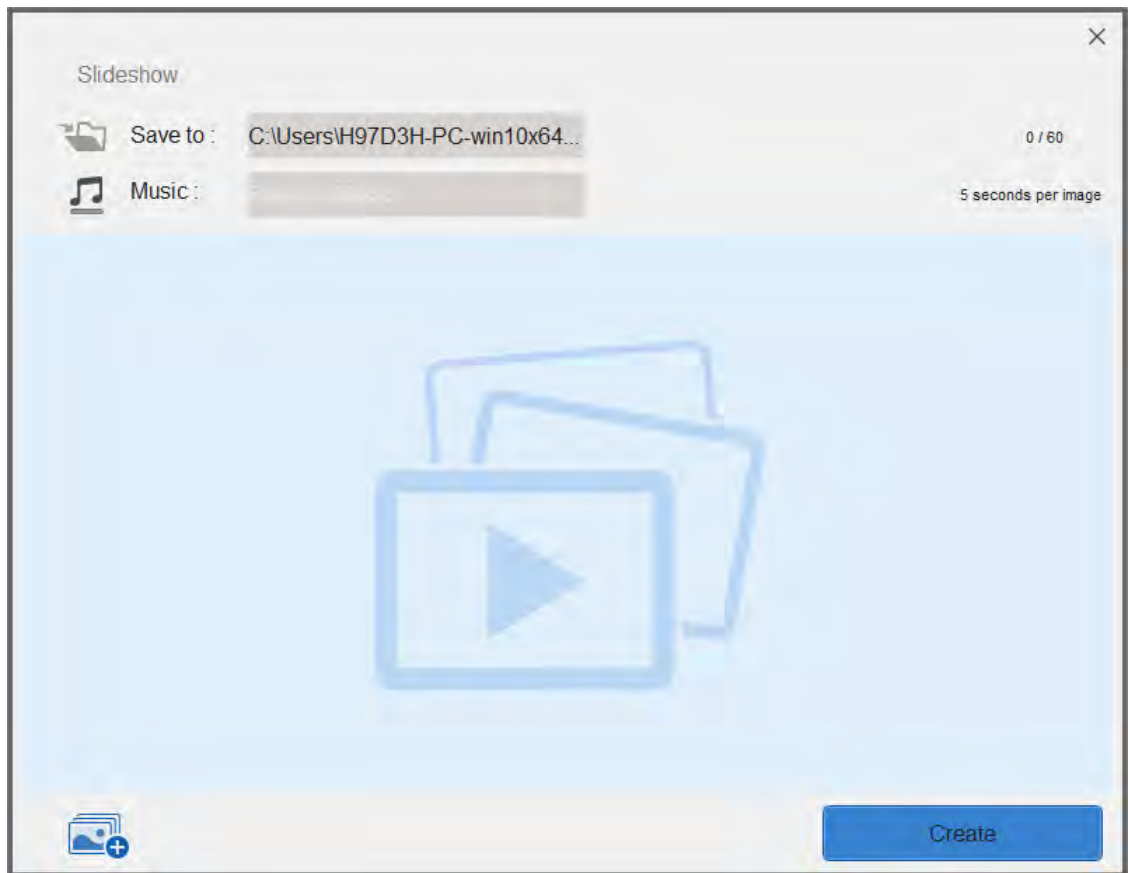 Slideshow
Save to : C:\Users\H97D3H-PC-win10x64...
0 / 60
Music :
5 seconds per image
Create